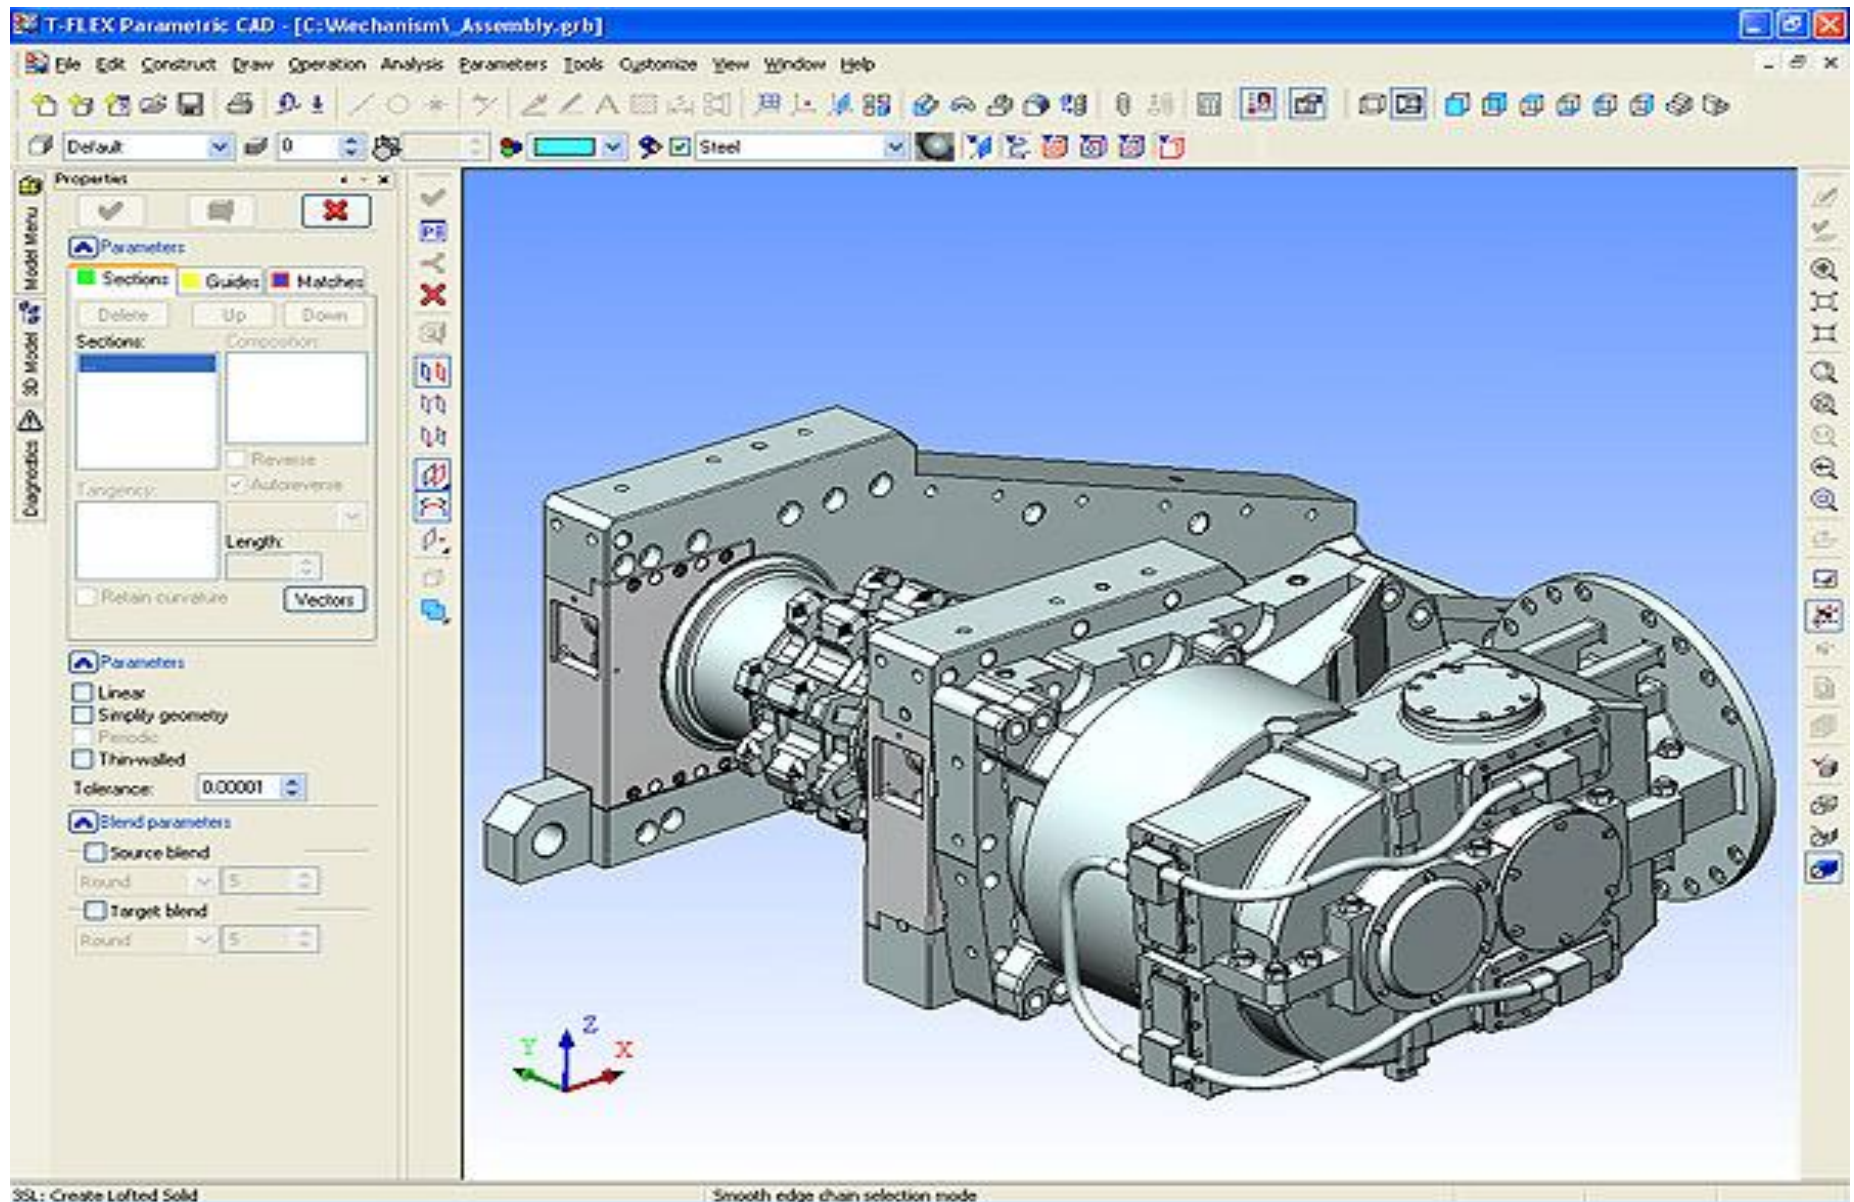 T-FLEX Parametric CAD - [C:\Mechanism\_Assembly.grb]
File Edit Construct Draw Operation Analysis Parameters Tools Customize View Window Help
Default 0 Steel
Properties
Model Menu
3D Model
Diagnostics
Parameters
Sections Guides Matches
Delete Up Down
Sections: Composition:
Reverse
Tangency: Autoreverse
Length:
Retain curvature Vectors
Parameters
Linear
Simplify geometry
Periodic
Thin-walled
Tolerance: 0.00001
Blend parameters
Source blend
Round 5
Target blend
Round 5
Z
Y X
3SL: Create Lofted Solid Smooth edge chain selection mode